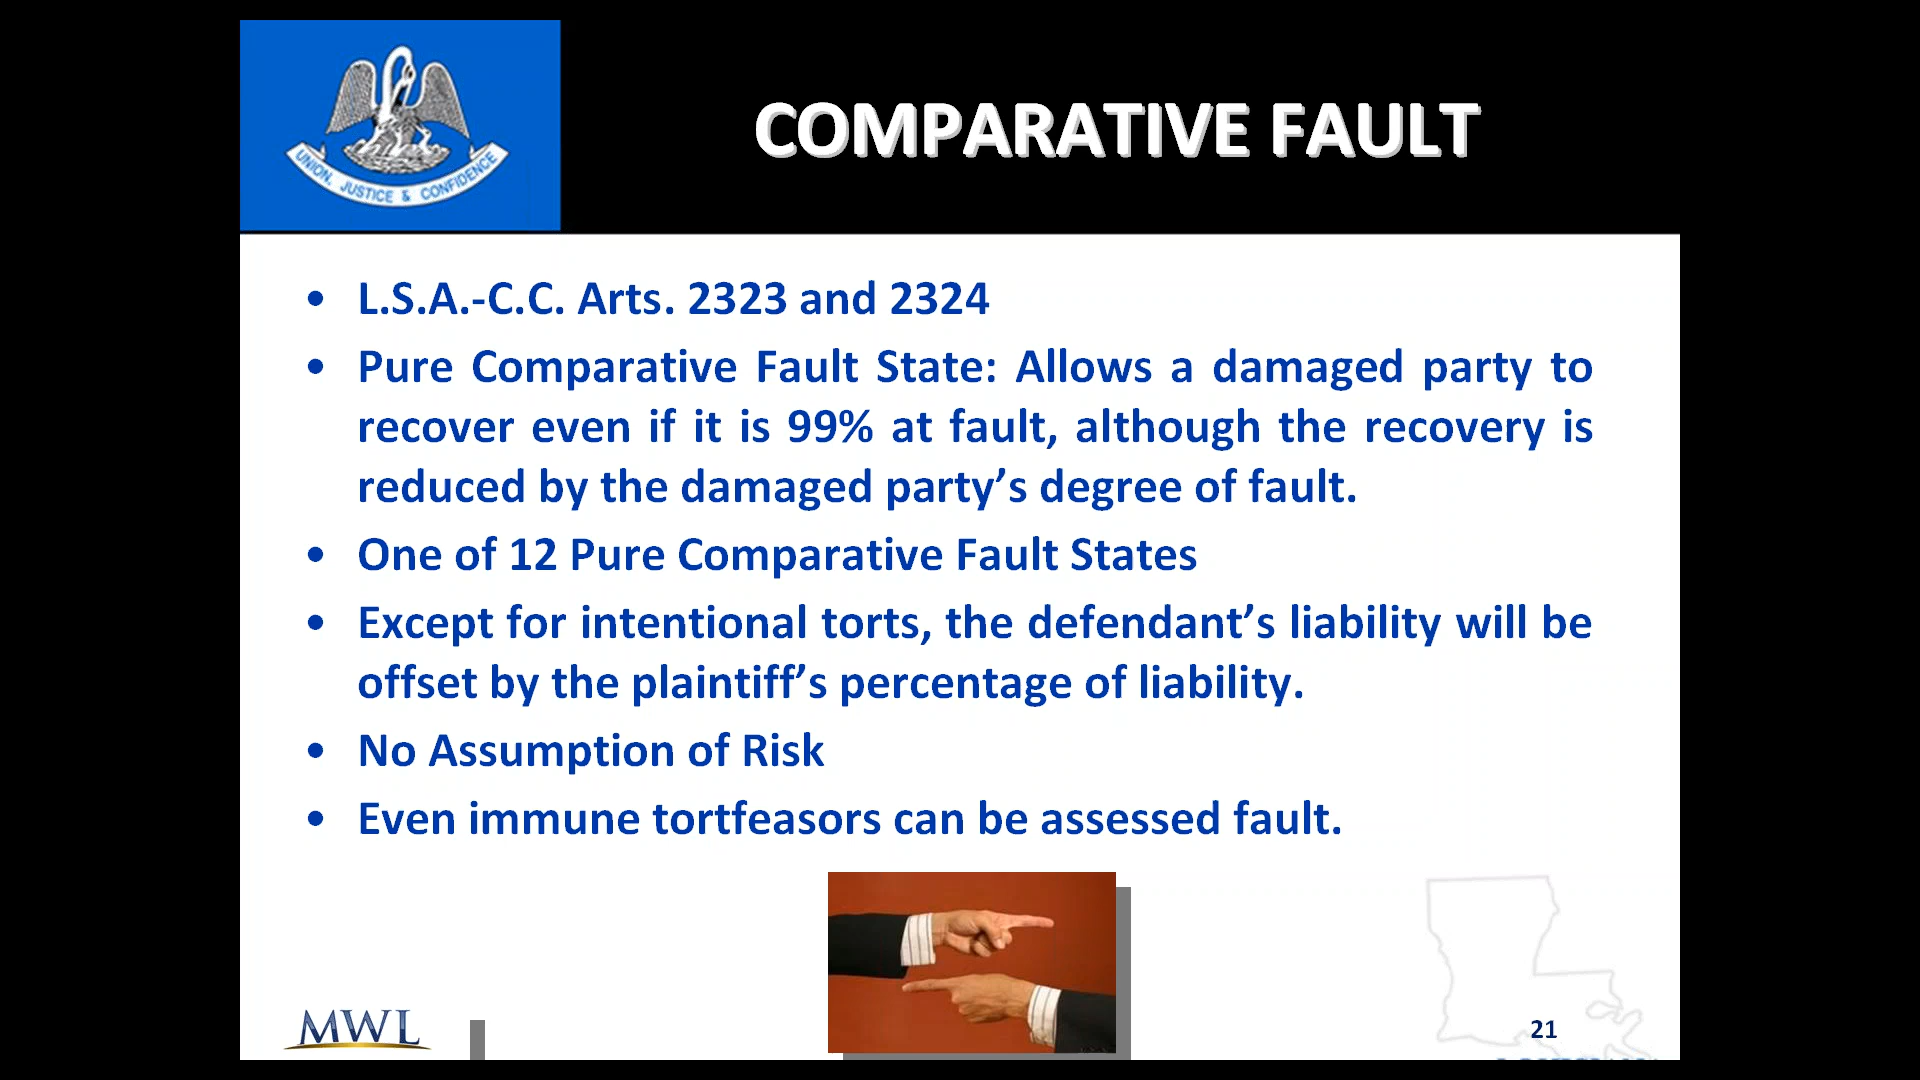 COMPARATIVE FAULT
UNION, JUSTICE & CONFIDENCE
• L.S.A.-C.C. Arts. 2323 and 2324
• Pure Comparative Fault State: Allows a damaged party to
recover even if it is 99% at fault, although the recovery is
reduced by the damaged party’s degree of fault.
• One of 12 Pure Comparative Fault States
• Except for intentional torts, the defendant’s liability will be
offset by the plaintiff’s percentage of liability.
• No Assumption of Risk
• Even immune tortfeasors can be assessed fault.
MWL
21